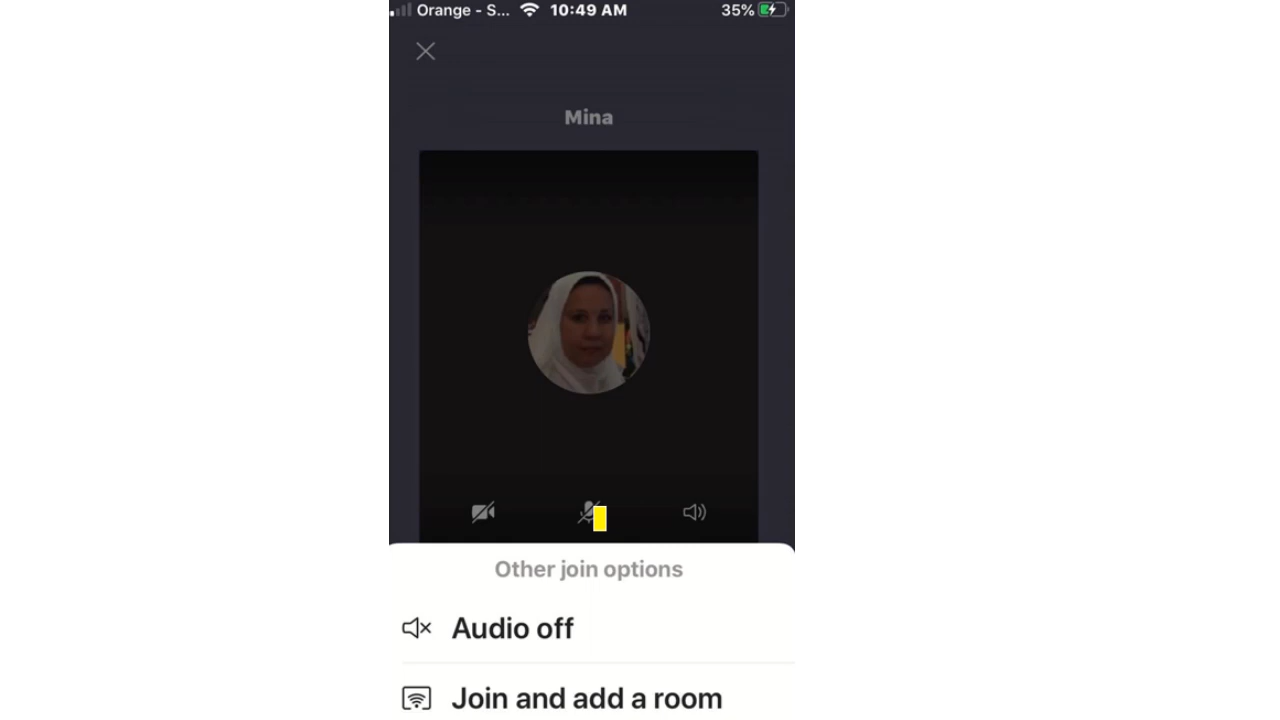 Orange - S... 10:49 AM 35%
Mina
Other join options
Audio off
Join and add a room